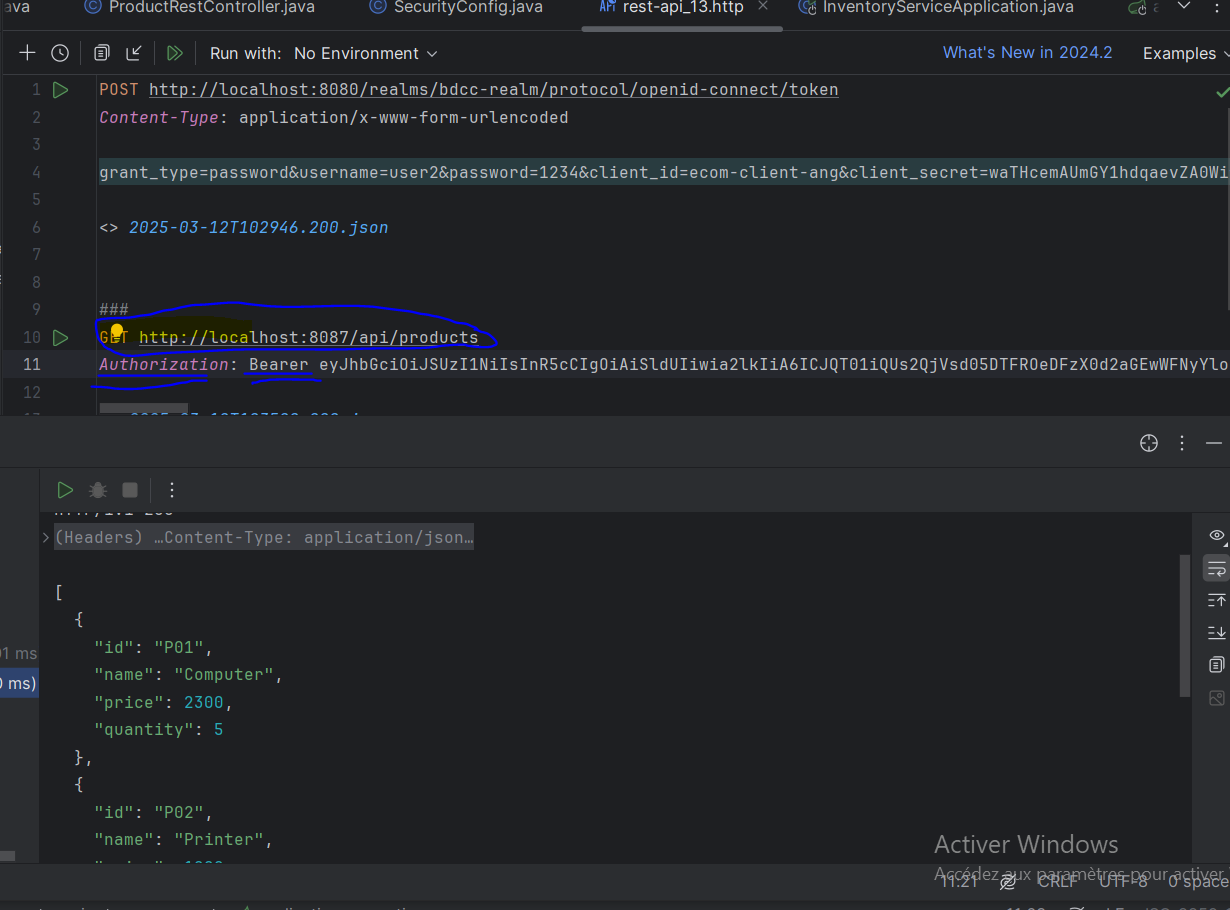 ava ProductRestController.java SecurityConfig.java API rest-api_13.http InventoryServiceApplication.java
Run with: No Environment What's New in 2024.2 Examples
1 POST http://localhost:8080/realms/bdcc-realm/protocol/openid-connect/token
2 Content-Type: application/x-www-form-urlencoded
3
4 grant_type=password&username=user2&password=1234&client_id=ecom-client-ang&client_secret=waTHcemAUmGY1hdqaevZA0Wi
5
6 <> 2025-03-12T102946.200.json
7
8
9 ###
10 GET http://localhost:8087/api/products
11 Authorization: Bearer eyJhbGciOiJSUzI1NiIsInR5cCIgOiAiSldUIiwia2lkIiA6ICJQT01iQUs2QjVsd05DTFROeDFzX0d2aGEwWFNyYlo
12
(Headers) …Content-Type: application/json…
[
{
"id": "P01",
01 ms
"name": "Computer",
0 ms)
"price": 2300,
"quantity": 5
},
{
"id": "P02",
"name": "Printer",
Activer Windows
Accédez aux paramètres pour activer
11:21 CRLF UTF-8 0 space